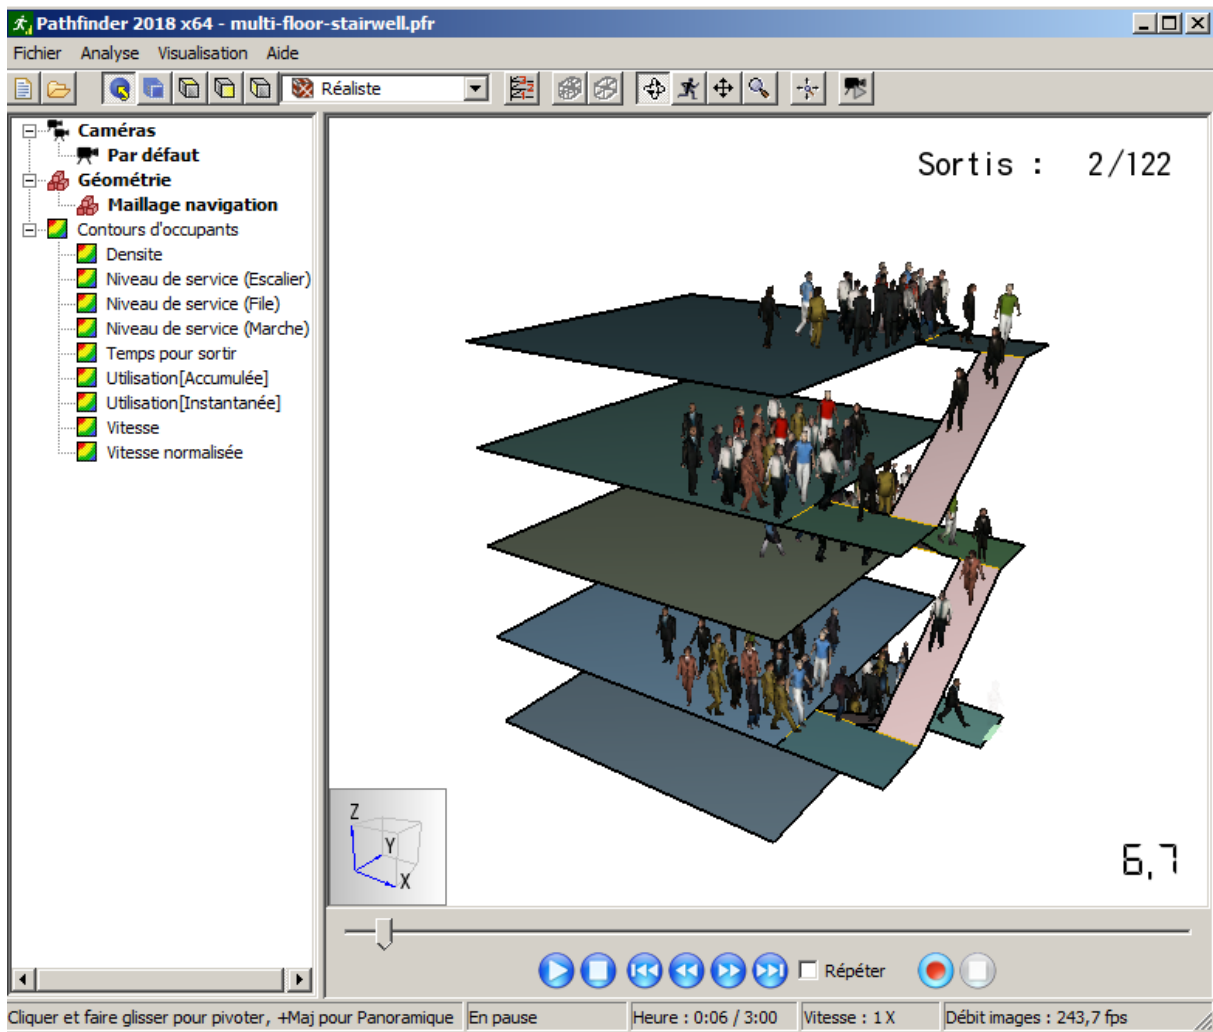 Pathfinder 2018 x64 - multi-floor-stairwell.pfr
Fichier Analyse Visualisation Aide
Réaliste
Caméras
Par défaut
Géométrie
Maillage navigation
Contours d'occupants
Densite
Niveau de service (Escalier)
Niveau de service (File)
Niveau de service (Marche)
Temps pour sortir
Utilisation[Accumulée]
Utilisation[Instantanée]
Vitesse
Vitesse normalisée
Sortis : 2/122
Z
Y
X
6,7
Répéter
Cliquer et faire glisser pour pivoter, +Maj pour Panoramique En pause Heure : 0:06 / 3:00 Vitesse : 1 X Débit images : 243,7 fps